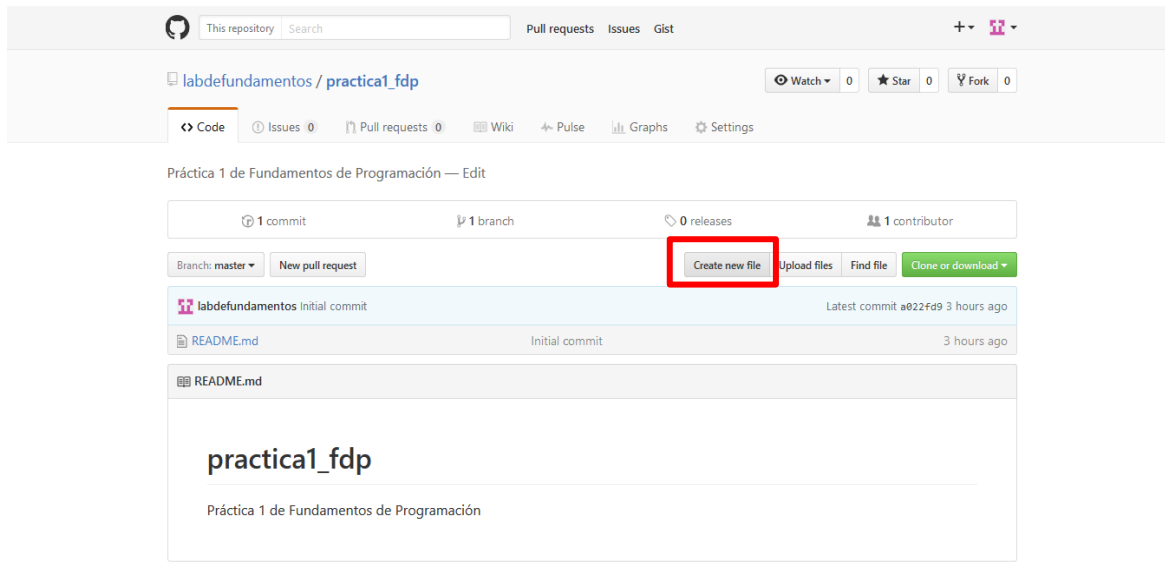 This repository Search Pull requests Issues Gist
labdefundamentos / practica1_fdp Watch 0 Star 0 Fork 0
Code Issues 0 Pull requests 0 Wiki Pulse Graphs Settings
Práctica 1 de Fundamentos de Programación — Edit
1 commit 1 branch 0 releases 1 contributor
Branch: master New pull request Create new file Upload files Find file Clone or download
labdefundamentos Initial commit Latest commit a022fd9 3 hours ago
README.md Initial commit 3 hours ago
README.md
practica1_fdp
Práctica 1 de Fundamentos de Programación